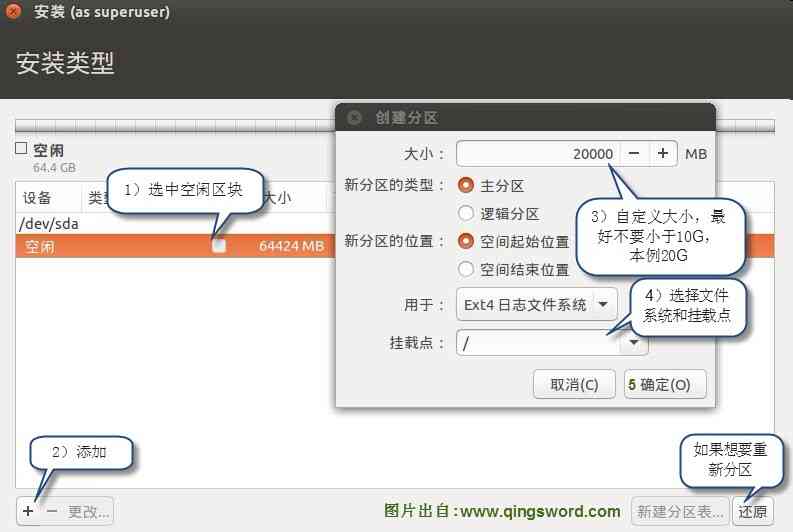 安装 (as superuser)
安装类型
空闲
64.4 GB
设备
大小
/dev/sda
空闲
64424 MB
1）选中空闲区块
创建分区
大小：
20000
MB
新分区的类型：
主分区
逻辑分区
新分区的位置：
空间起始位置
空间结束位置
用于：
Ext4 日志文件系统
挂载点：
/
取消(C)
5 确定(O)
3）自定义大小，最
好不要小于10G，
本例20G
4）选择文件
系统和挂载点
2）添加
如果想要重
新分区
+
−
更改...
图片出自:www.qingsword.com
新建分区表...
还原